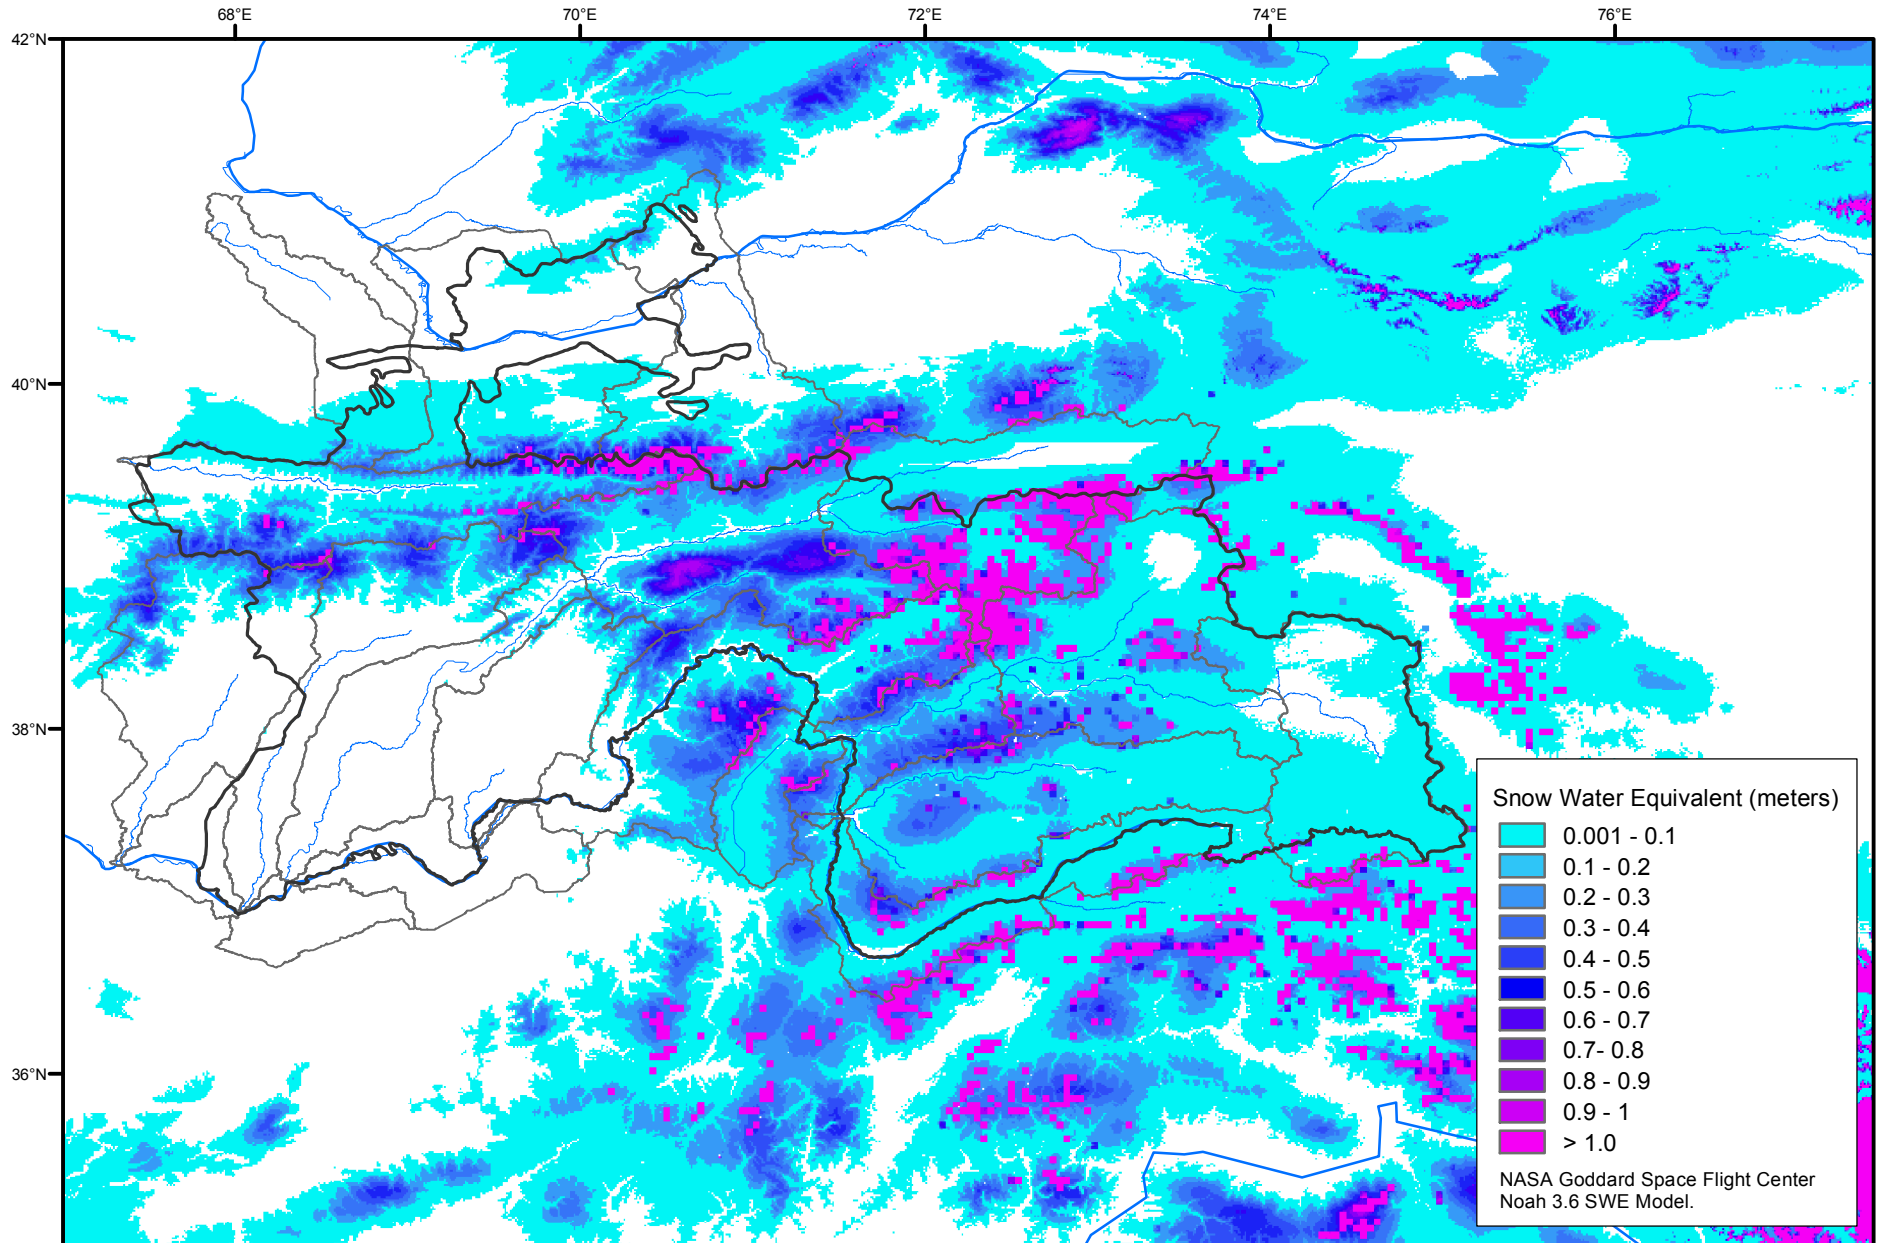 68°E
70°E
72°E
74°E
76°E
42°N
40°N
38°N
36°N
Snow Water Equivalent (meters)
0.001 - 0.1
0.1 - 0.2
0.2 - 0.3
0.3 - 0.4
0.4 - 0.5
0.5 - 0.6
0.6 - 0.7
0.7- 0.8
0.8 - 0.9
0.9 - 1
> 1.0
NASA Goddard Space Flight Center
Noah 3.6 SWE Model.